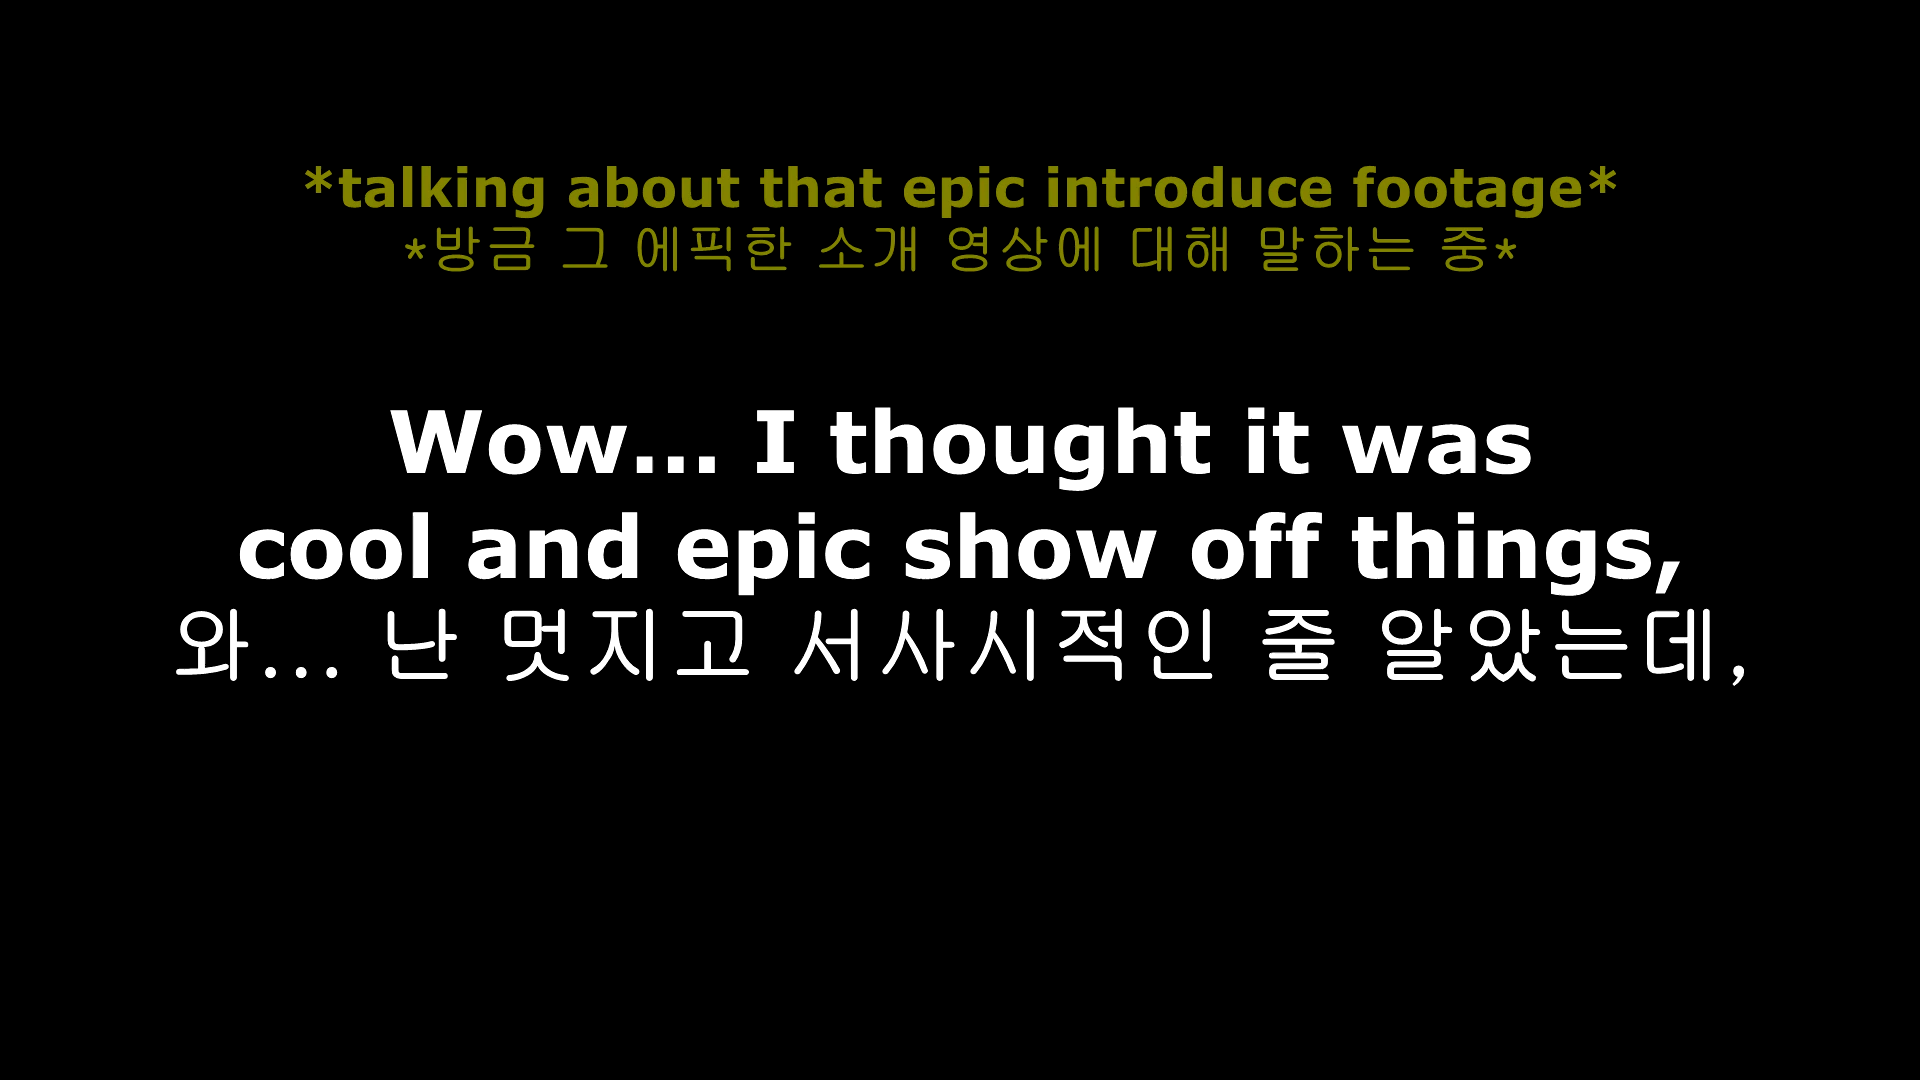 *talking about that epic introduce footage*
*방금 그 에픽한 소개 영상에 대해 말하는 중*
Wow... I thought it was
cool and epic show off things,
와... 난 멋지고 서사시적인 줄 알았는데,